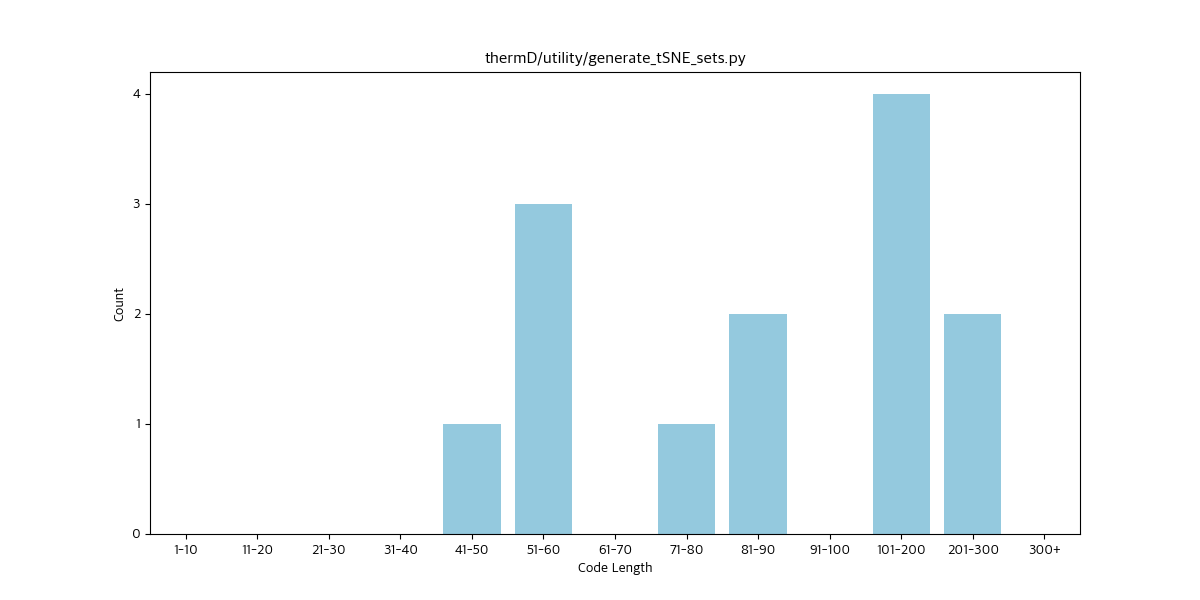 thermD/utility/generate_tSNE_sets.py
4
3
2
1
0
Count
1-10 11-20 21-30 31-40 41-50 51-60 61-70 71-80 81-90 91-100 101-200 201-300 300+
Code Length